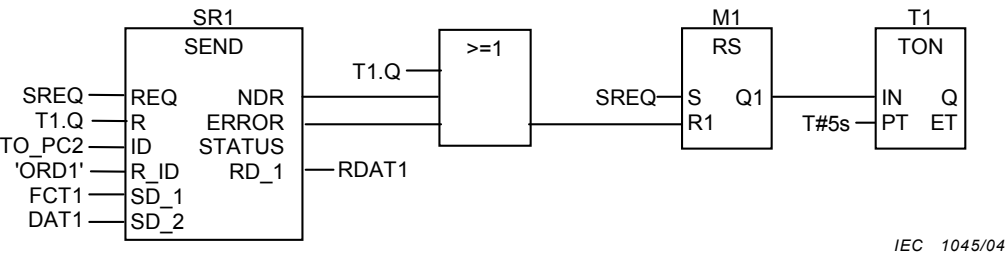 SR1 M1 T1
SEND >=1 RS TON
T1.Q
SREQ REQ NDR SREQ S Q1 IN Q
T1.Q R ERROR R1 T#5s PT ET
TO_PC2 ID STATUS
'ORD1' R_ID RD_1 RDAT1
FCT1 SD_1
DAT1 SD_2
IEC 1045/04